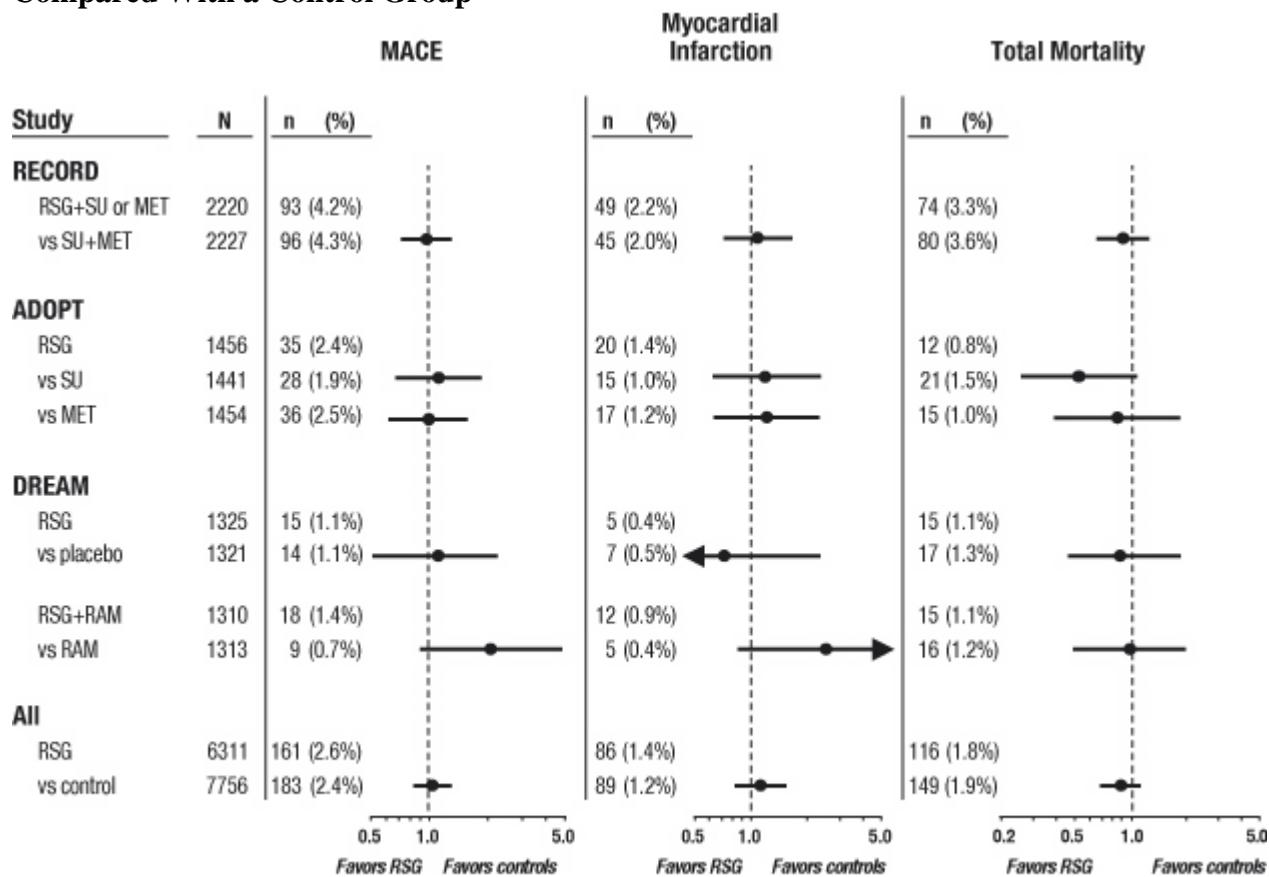 Compared With a Control Group
MACE
Myocardial
Infarction
Total Mortality
Study N n (%) n (%) n (%)
RECORD
RSG+SU or MET 2220 93 (4.2%) 49 (2.2%) 74 (3.3%)
vs SU+MET 2227 96 (4.3%) 45 (2.0%) 80 (3.6%)
ADOPT
RSG 1456 35 (2.4%) 20 (1.4%) 12 (0.8%)
vs SU 1441 28 (1.9%) 15 (1.0%) 21 (1.5%)
vs MET 1454 36 (2.5%) 17 (1.2%) 15 (1.0%)
DREAM
RSG 1325 15 (1.1%) 5 (0.4%) 15 (1.1%)
vs placebo 1321 14 (1.1%) 7 (0.5%) 17 (1.3%)
RSG+RAM 1310 18 (1.4%) 12 (0.9%) 15 (1.1%)
vs RAM 1313 9 (0.7%) 5 (0.4%) 16 (1.2%)
All
RSG 6311 161 (2.6%) 86 (1.4%) 116 (1.8%)
vs control 7756 183 (2.4%) 89 (1.2%) 149 (1.9%)
0.5 1.0 5.0 0.5 1.0 5.0 0.2 0.5 1.0 5.0
Favors RSG Favors controls Favors RSG Favors controls Favors RSG Favors controls